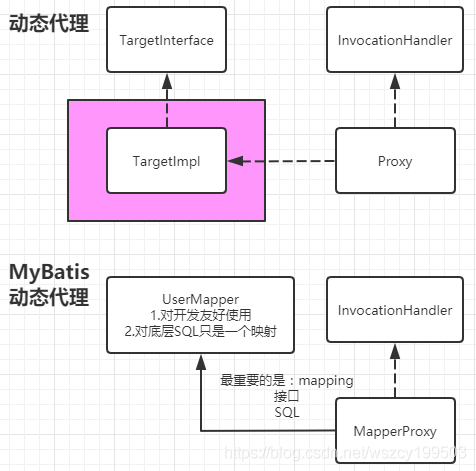 动态代理
TargetInterface
InvocationHandler
TargetImpl
Proxy
MyBatis
动态代理
UserMapper
1.对开发友好使用
2.对底层SQL只是一个映射
InvocationHandler
最重要的是：mapping
接口
SQL
MapperProxy
https://blog.csdn.net/wszcy199503